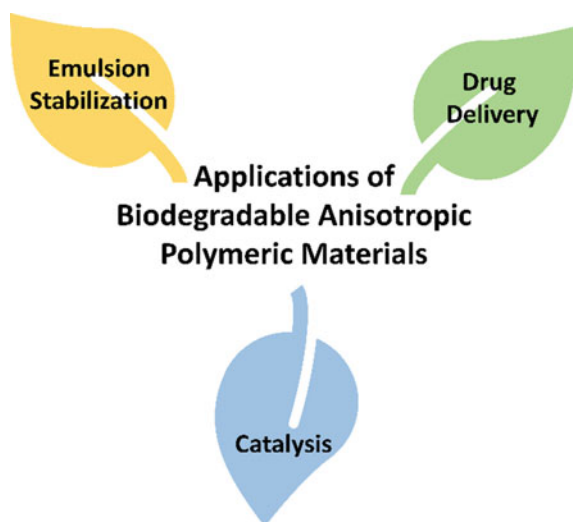 Emulsion
Stabilization
Drug
Delivery
Applications of
Biodegradable Anisotropic
Polymeric Materials
Catalysis